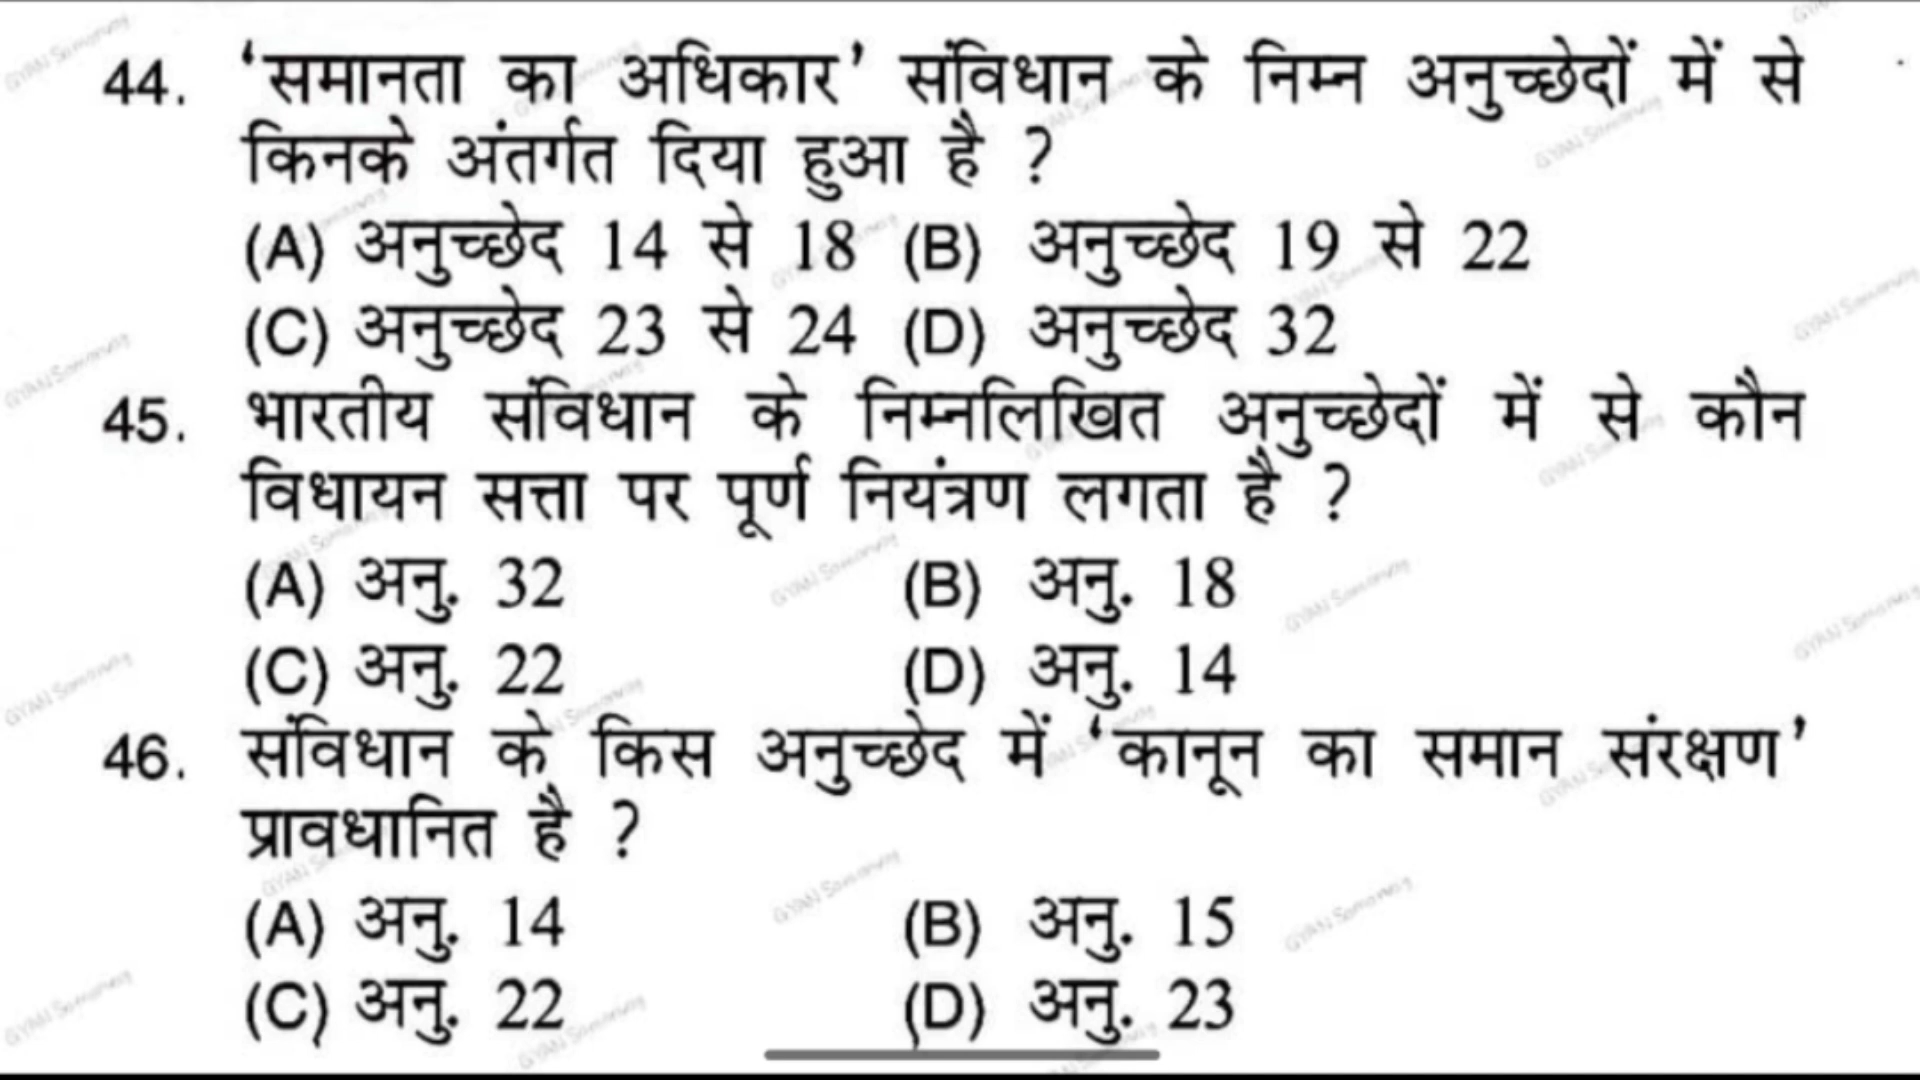 44. ‘समानता का अधिकार’ संविधान के निम्न अनुच्छेदों में से
किनके अंतर्गत दिया हुआ है ?
(A) अनुच्छेद 14 से 18 (B) अनुच्छेद 19 से 22
(C) अनुच्छेद 23 से 24 (D) अनुच्छेद 32
45. भारतीय संविधान के निम्नलिखित अनुच्छेदों में से कौन
विधायन सत्ता पर पूर्ण नियंत्रण लगता है ?
(A) अनु. 32 (B) अनु. 18
(C) अनु. 22 (D) अनु. 14
46. संविधान के किस अनुच्छेद में ‘कानून का समान संरक्षण’
प्रावधानित है ?
(A) अनु. 14 (B) अनु. 15
(C) अनु. 22 (D) अनु. 23